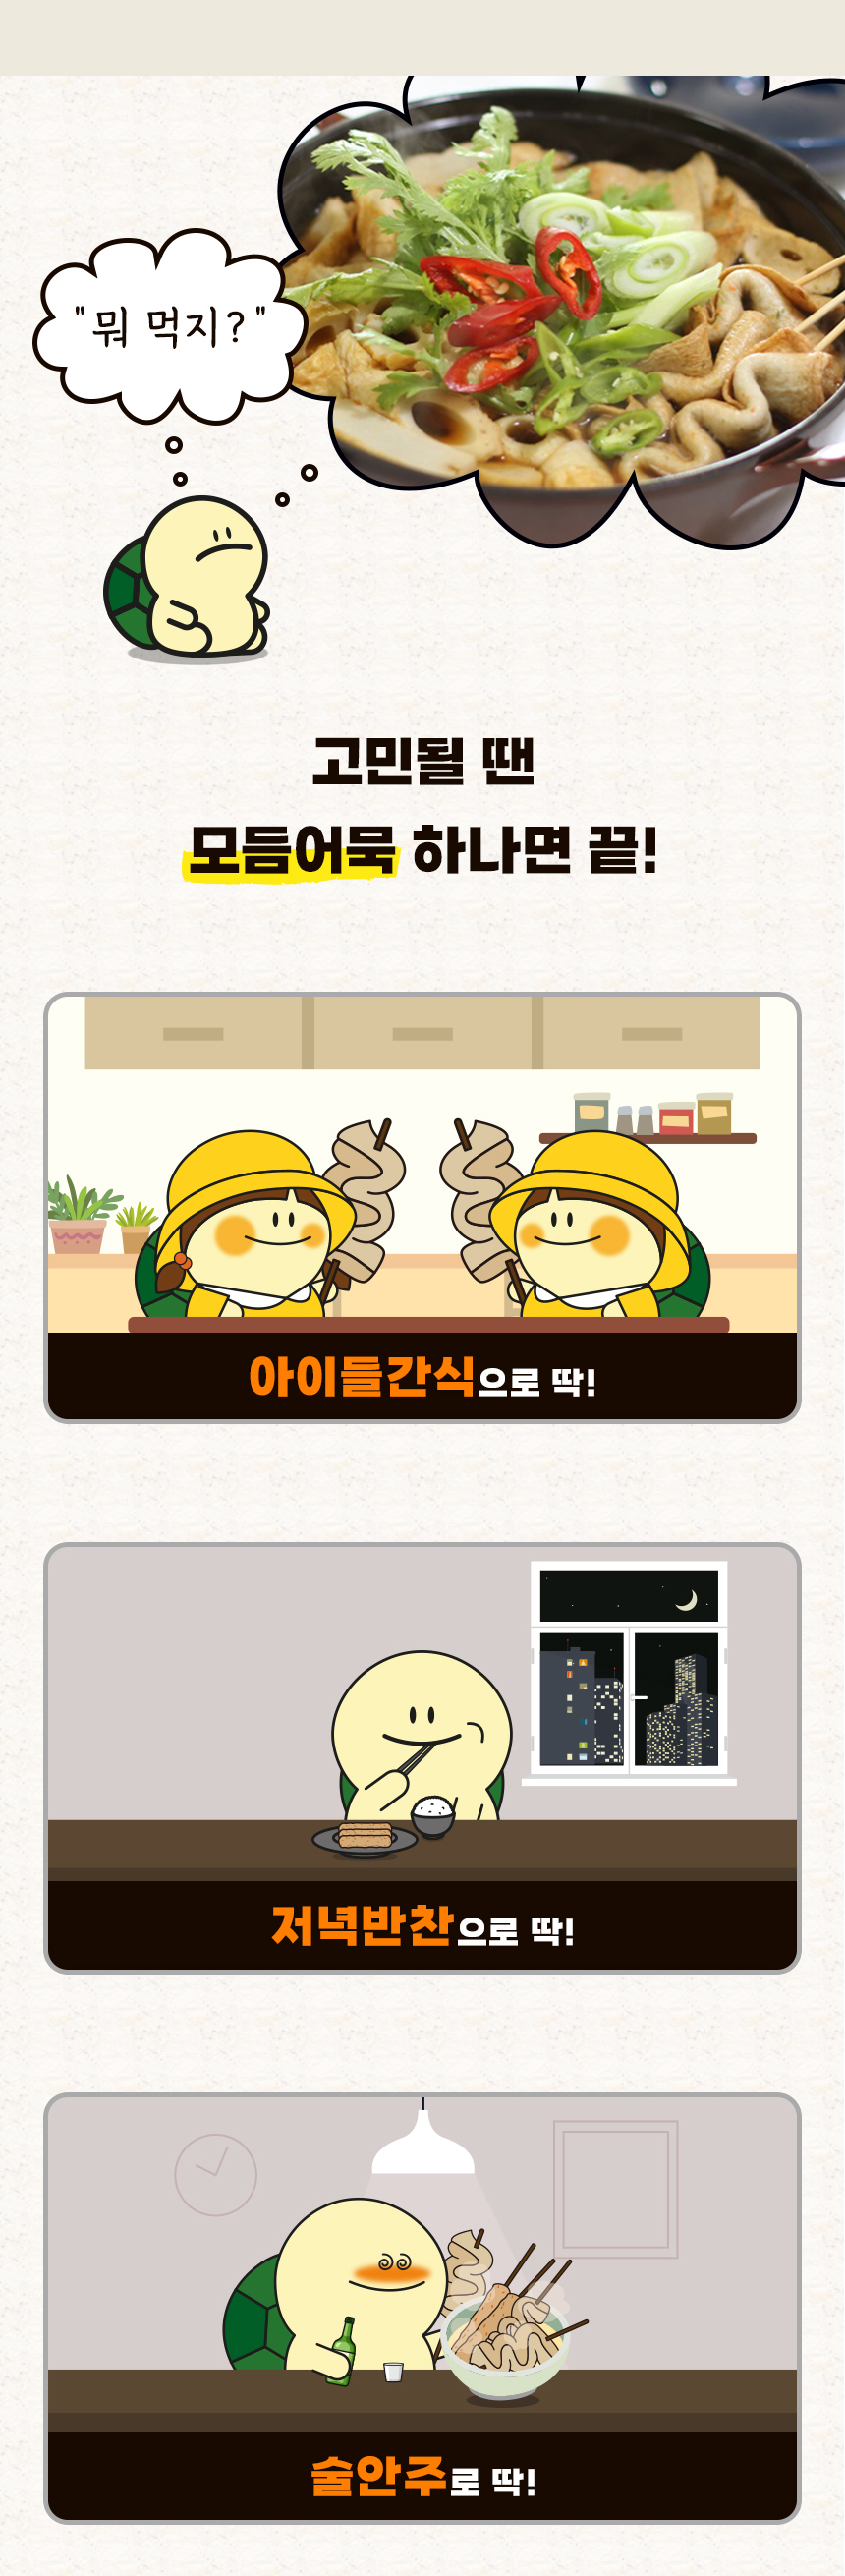 "뭐 먹지?"
고민될 땐
모듬어묵 하나면 끝!
아이들간식으로 딱!
저녁반찬으로 딱!
술안주로 딱!